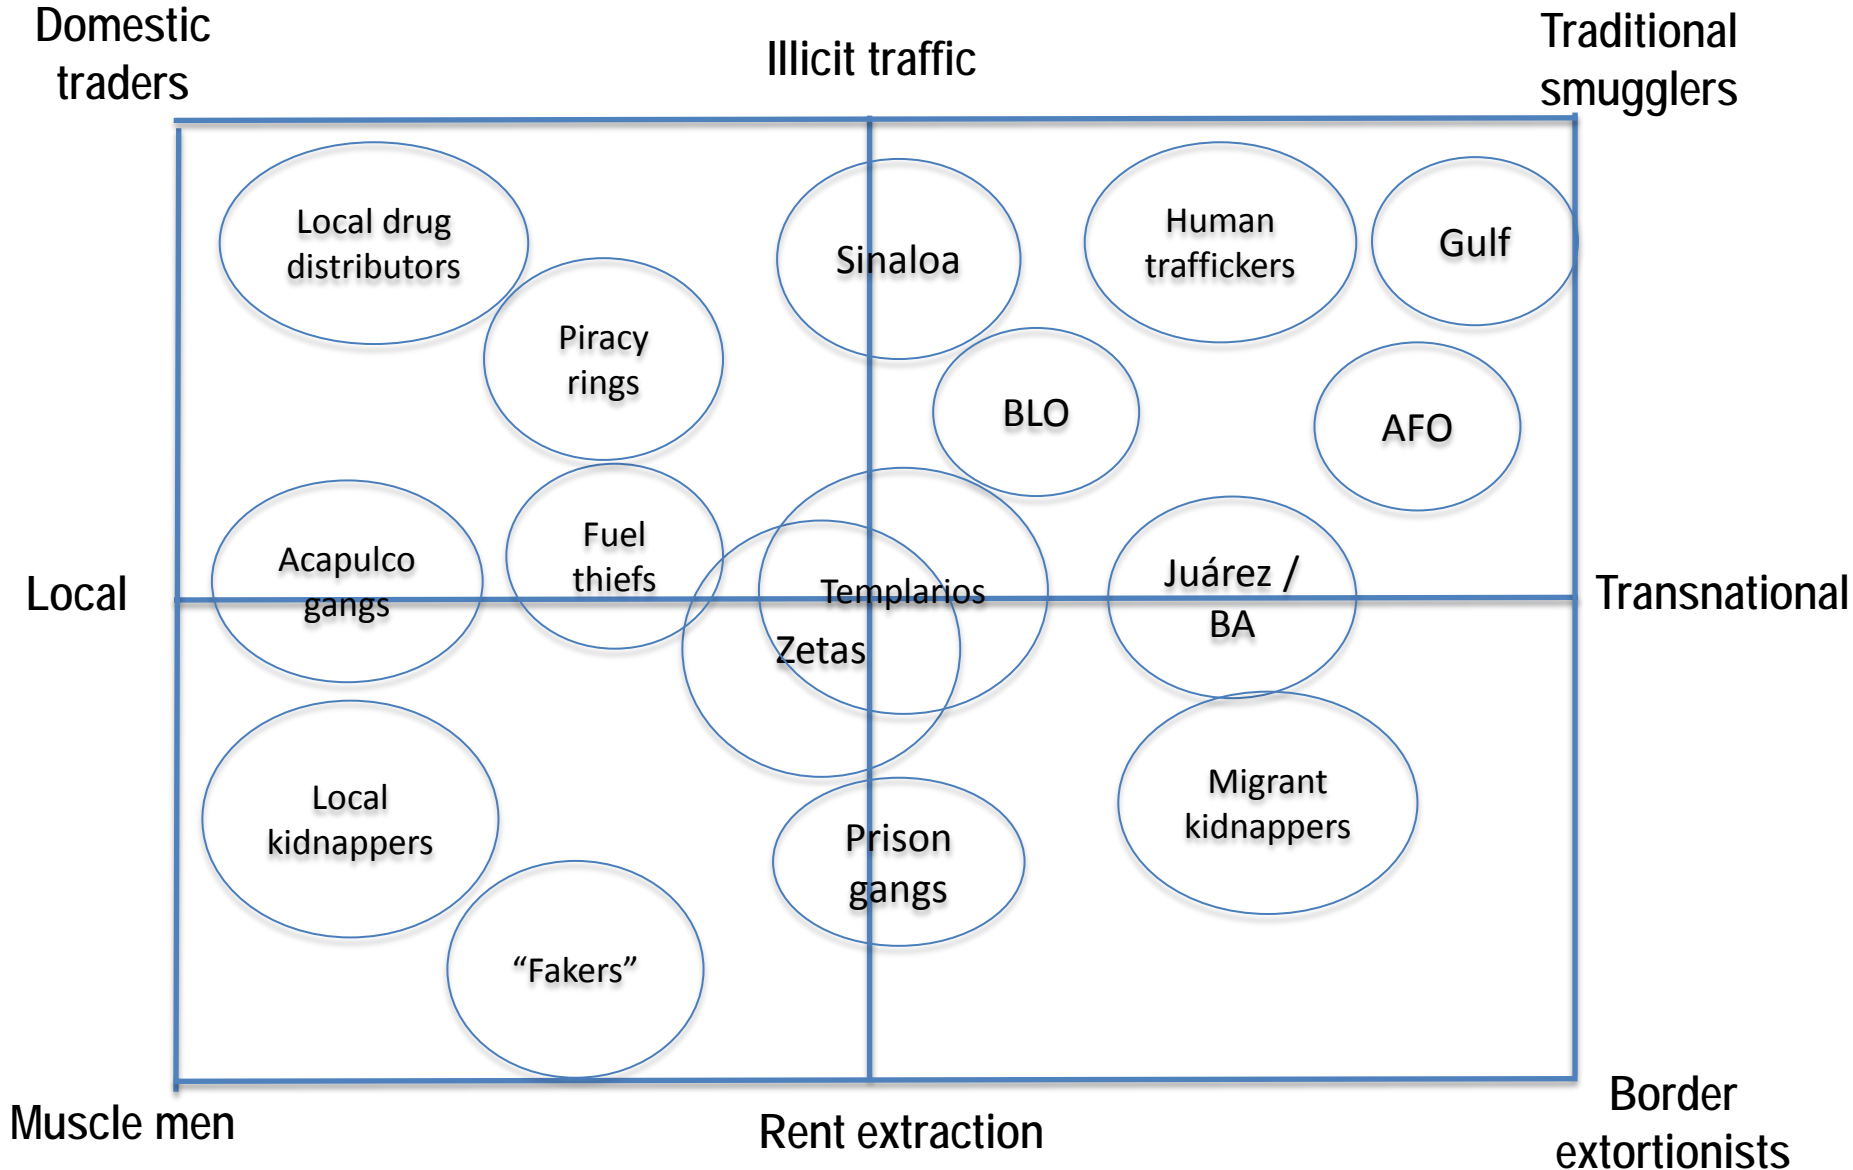 Domestic
traders
Illicit traffic
Traditional
smugglers
Local drug
distributors
Sinaloa
Human
traffickers
Gulf
Piracy
rings
BLO
AFO
Acapulco
gangs
Fuel
thiefs
Templarios
Juárez /
BA
Local
Transnational
Zetas
Local
kidnappers
Prison
gangs
Migrant
kidnappers
“Fakers”
Muscle men
Rent extraction
Border
extortionists